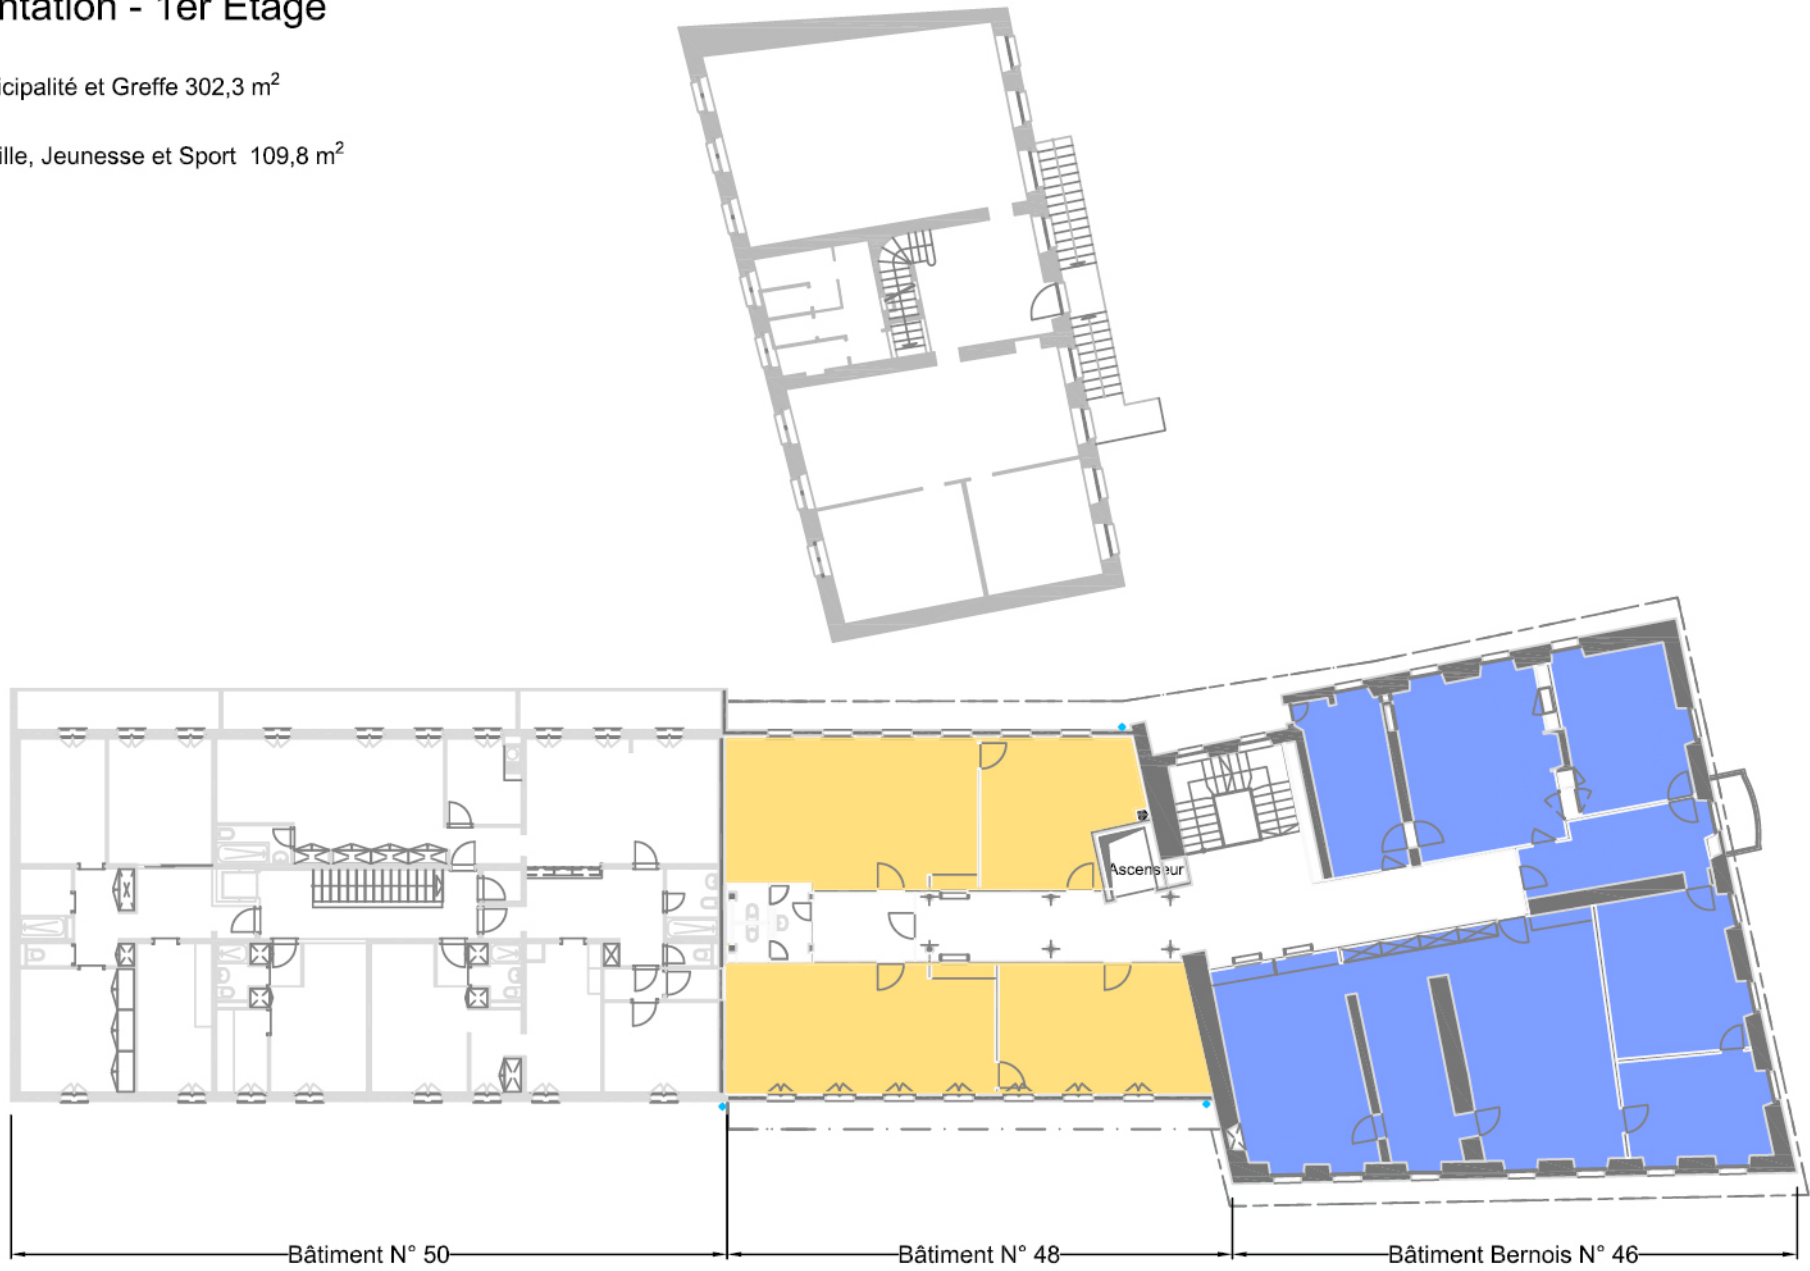 ntation - 1er Etage
icipalité et Greffe 302,3 m²
ille, Jeunesse et Sport 109,8 m²
Ascenseur
Bâtiment N° 50
Bâtiment N° 48
Bâtiment Bernois N° 46